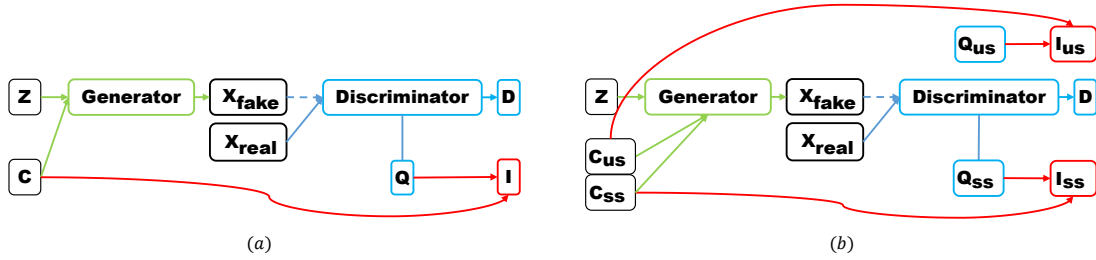 Z
Generator
X_fake
Discriminator
D
X_real
C
Q
I
(a)
Q_us
I_us
Z
Generator
X_fake
Discriminator
D
C_us
X_real
C_ss
Q_ss
I_ss
(b)